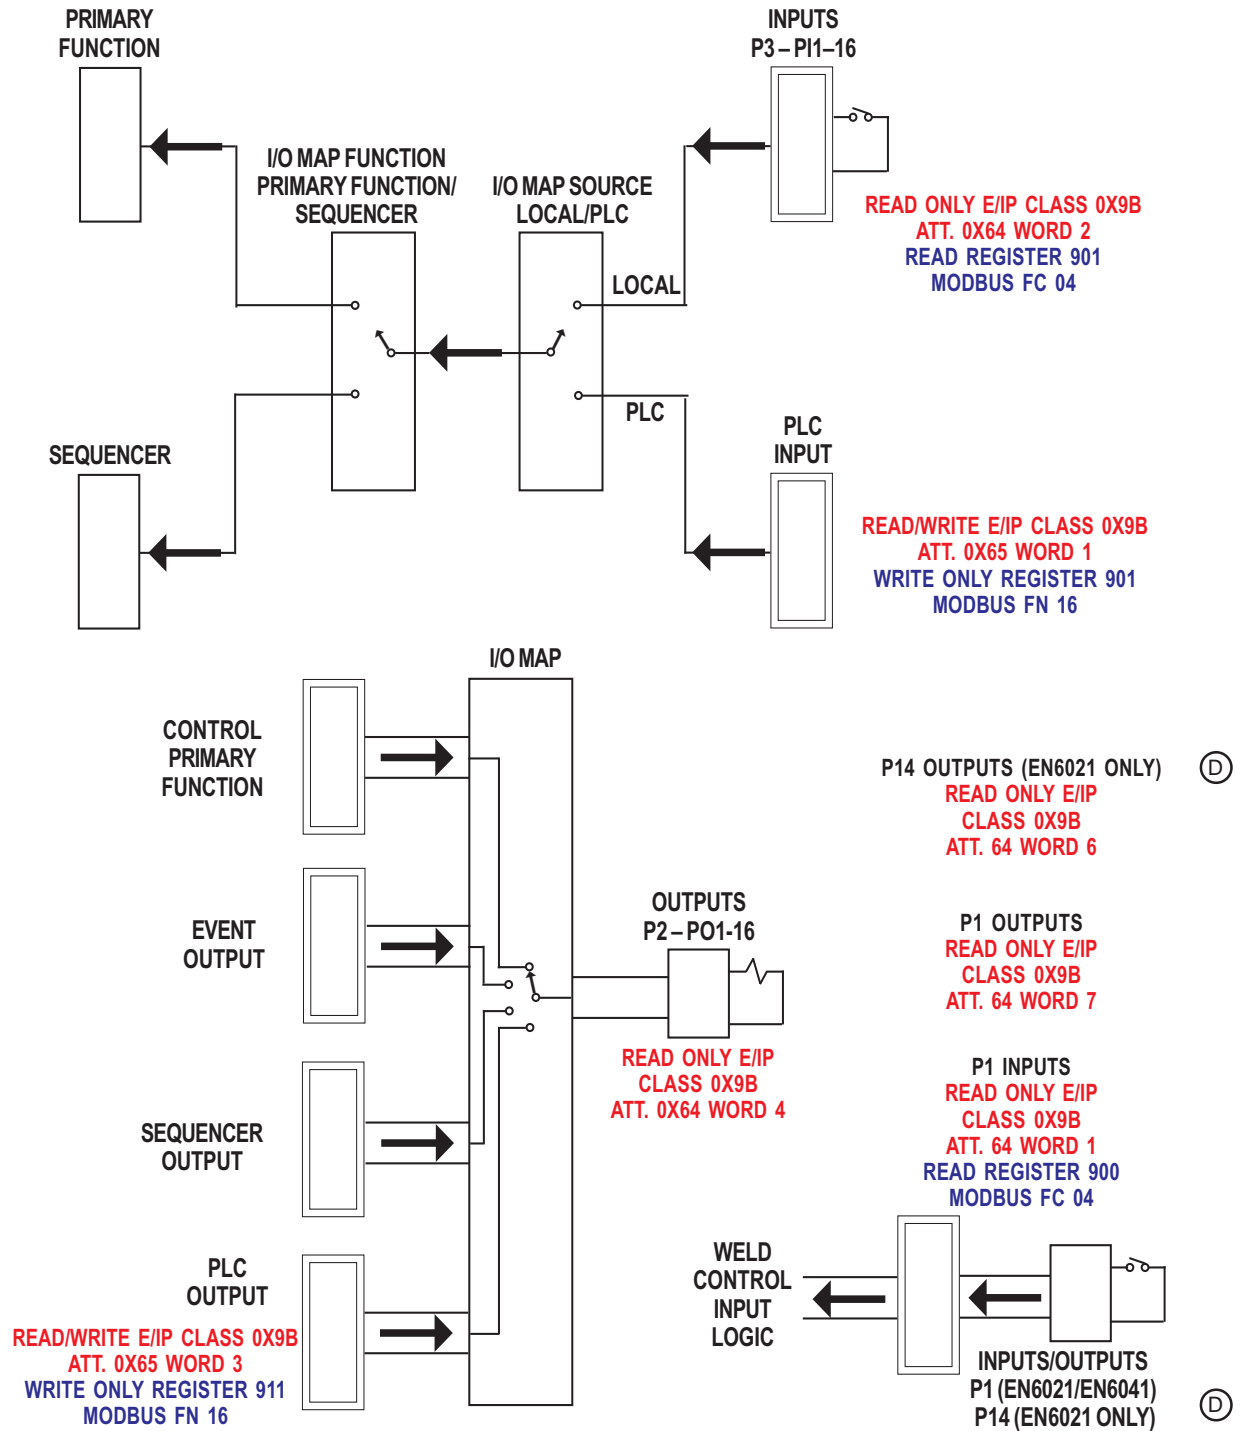 PRIMARY
FUNCTION
INPUTS
P3 – PI1–16
I/O MAP FUNCTION
PRIMARY FUNCTION/
SEQUENCER
I/O MAP SOURCE
LOCAL/PLC
READ ONLY E/IP CLASS 0X9B
ATT. 0X64 WORD 2
READ REGISTER 901
MODBUS FC 04
LOCAL
PLC
SEQUENCER
PLC
INPUT
READ/WRITE E/IP CLASS 0X9B
ATT. 0X65 WORD 1
WRITE ONLY REGISTER 901
MODBUS FN 16
I/O MAP
CONTROL
PRIMARY
FUNCTION
P14 OUTPUTS (EN6021 ONLY)
D
READ ONLY E/IP
CLASS 0X9B
ATT. 64 WORD 6
EVENT
OUTPUT
OUTPUTS
P2 – PO1-16
READ ONLY E/IP
CLASS 0X9B
ATT. 0X64 WORD 4
P1 OUTPUTS
READ ONLY E/IP
CLASS 0X9B
ATT. 64 WORD 7
P1 INPUTS
READ ONLY E/IP
CLASS 0X9B
ATT. 64 WORD 1
READ REGISTER 900
MODBUS FC 04
SEQUENCER
OUTPUT
PLC
OUTPUT
READ/WRITE E/IP CLASS 0X9B
ATT. 0X65 WORD 3
WRITE ONLY REGISTER 911
MODBUS FN 16
WELD
CONTROL
INPUT
LOGIC
INPUTS/OUTPUTS
P1 (EN6021/EN6041)
P14 (EN6021 ONLY)
D